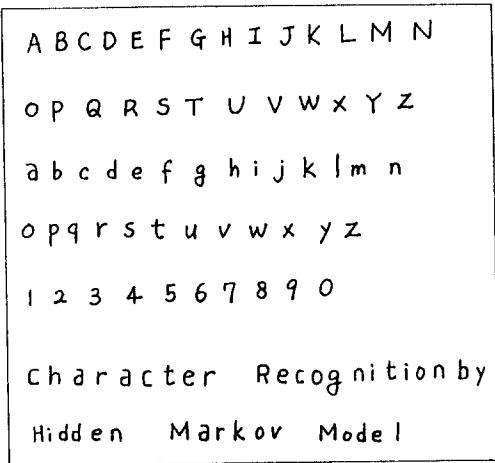 A B C D E F G H I J K L M N
O P Q R S T U V W X Y Z
a b c d e f g h i j k l m n
o p q r s t u v w x y z
1 2 3 4 5 6 7 8 9 0
Character Recognition by
Hidden Markov Model